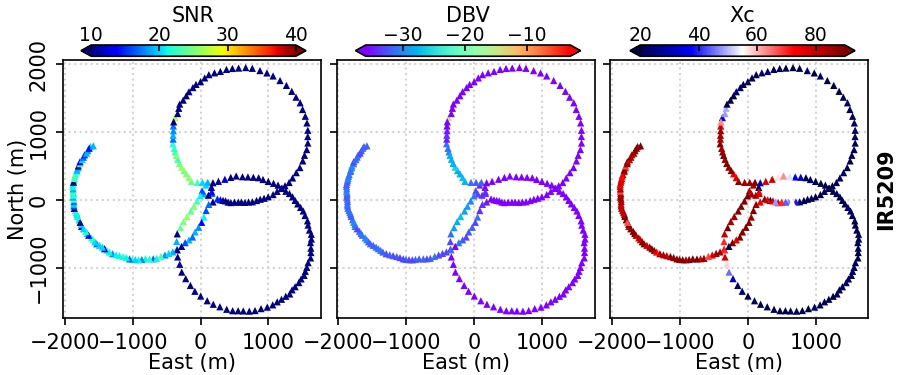 SNR DBV Xc
10 20 30 40 −30 −20 −10 20 40 60 80
2000
1000
0
−1000
North (m)
−2000 −1000 0 1000 −2000 −1000 0 1000 −2000 −1000 0 1000
East (m) East (m) East (m)
IR5209